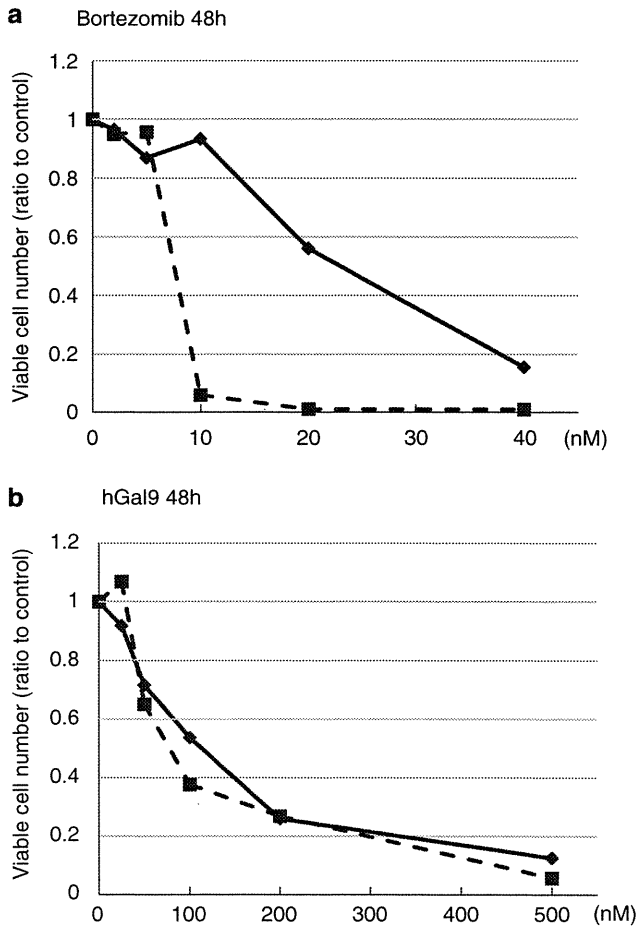 a
Bortezomib 48h
Viable cell number (ratio to control)
1.2
1
0.8
0.6
0.4
0.2
0
0 10 20 30 40 (nM)
b
hGal9 48h
Viable cell number (ratio to control)
1.2
1
0.8
0.6
0.4
0.2
0
0 100 200 300 400 500 (nM)